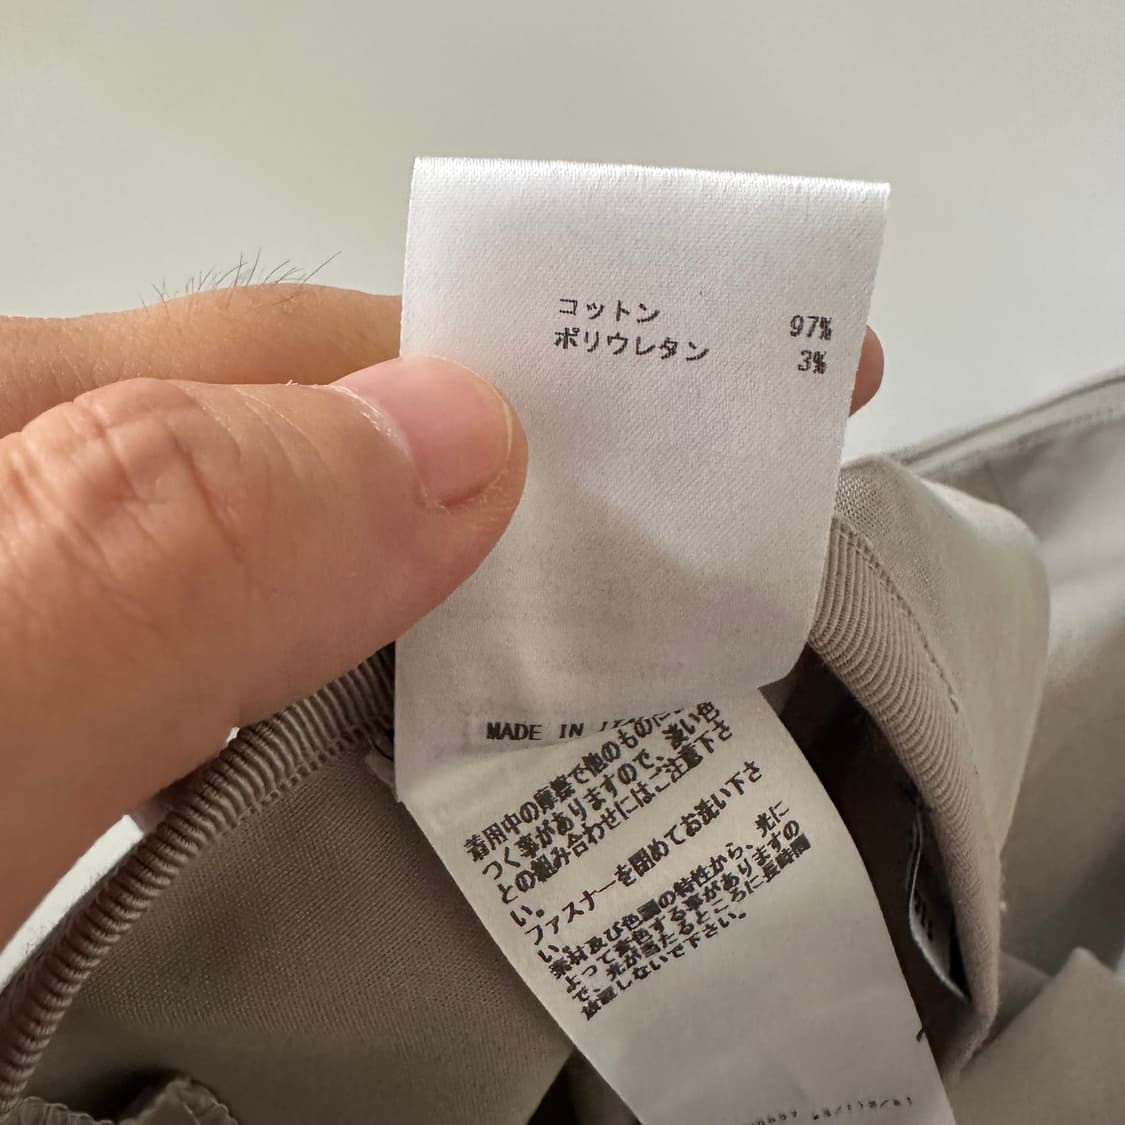 コットン 97%
ポリウレタン 3%
MADE IN
着用中の摩擦で他のものに
つく事がありますので、淡い色
との組み合わせにはご注意下さ
い。
ファスナーを閉めてお洗い下さ
い。
素材及び色調の特性から、光に
よって変色する事がありますの
で、光が当たるところに長時間
放置しないで下さい。